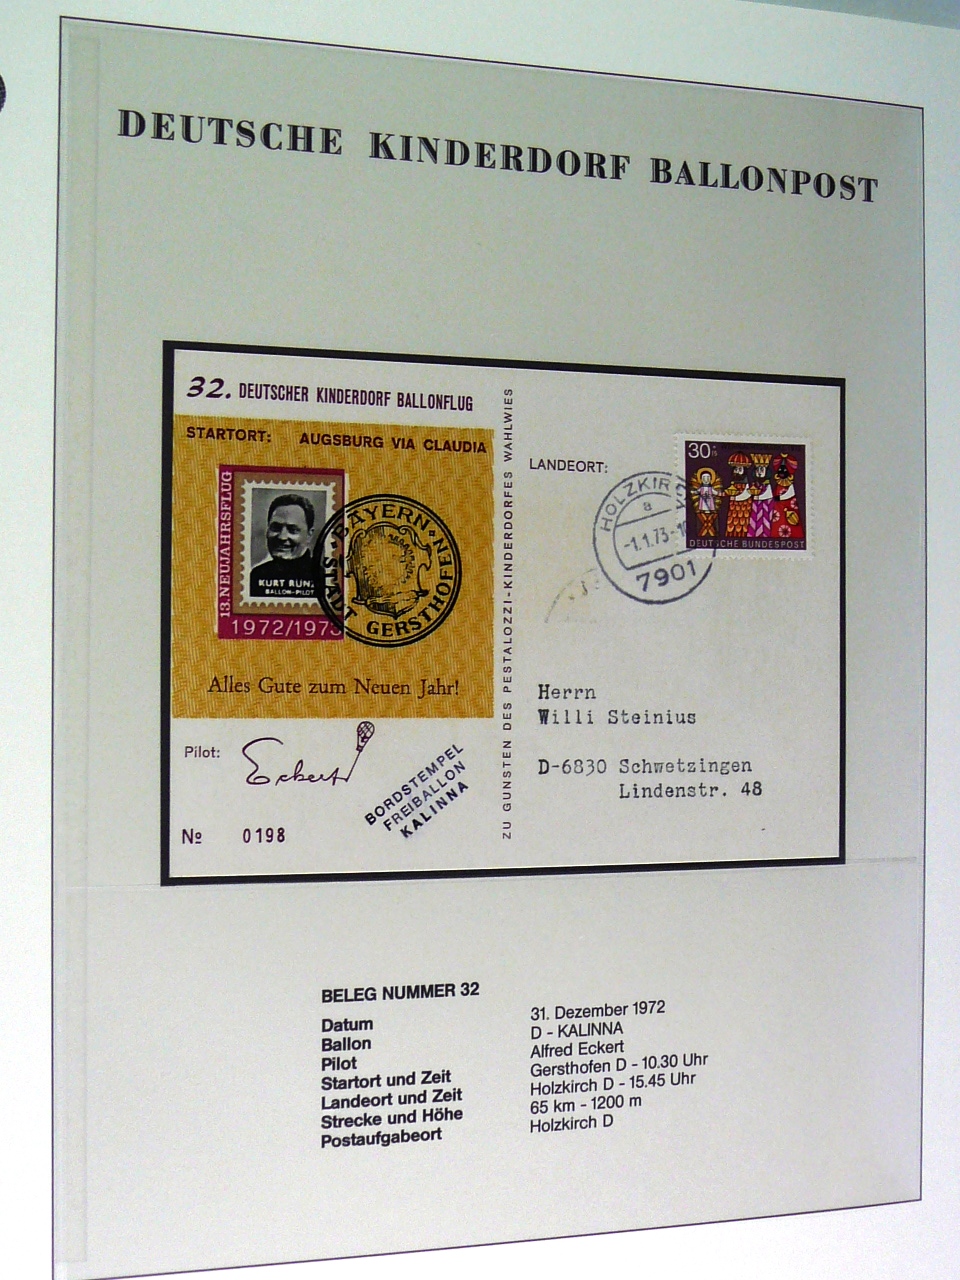 DEUTSCHE KINDERDORF BALLONPOST
32. DEUTSCHER KINDERDORF BALLONFLUG
STARTORT: AUGSBURG VIA CLAUDIA
13. NEUJAHRSFLUG
KURT RUN
BALLON-PILOT
1972/1973
BAYERN
STADT GERSTHOFEN
Alles Gute zum Neuen Jahr!
Pilot:
Eckert
BORDSTEMPEL
FREIBALLON
KALINNA
No 0198
ZU GUNSTEN DES PESTALOZZI-KINDERDORFES WAHLWIES
LANDEORT:
HOLZKIRCH
a
-1.1.73-1
7901
30+15
DEUTSCHE BUNDESPOST
Herrn
Willi Steinius
D-6830 Schwetzingen
Lindenstr. 48
BELEG NUMMER 32
Datum 31. Dezember 1972
Ballon D - KALINNA
Pilot Alfred Eckert
Startort und Zeit Gersthofen D - 10.30 Uhr
Landeort und Zeit Holzkirch D - 15.45 Uhr
Strecke und Höhe 65 km - 1200 m
Postaufgabeort Holzkirch D